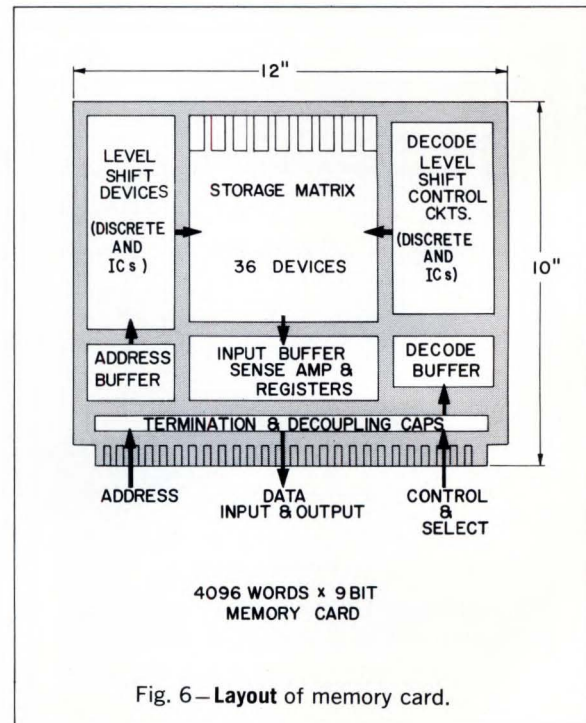 12"
LEVEL
SHIFT
DEVICES
(DISCRETE
AND
ICs)
STORAGE MATRIX
36 DEVICES
DECODE
LEVEL
SHIFT
CONTROL
CKTS.
(DISCRETE
AND
ICs)
10"
ADDRESS
BUFFER
INPUT BUFFER
SENSE AMP &
REGISTERS
DECODE
BUFFER
TERMINATION & DECOUPLING CAPS
ADDRESS
DATA
INPUT & OUTPUT
CONTROL
&
SELECT
4096 WORDS x 9 BIT
MEMORY CARD
Fig. 6—Layout of memory card.